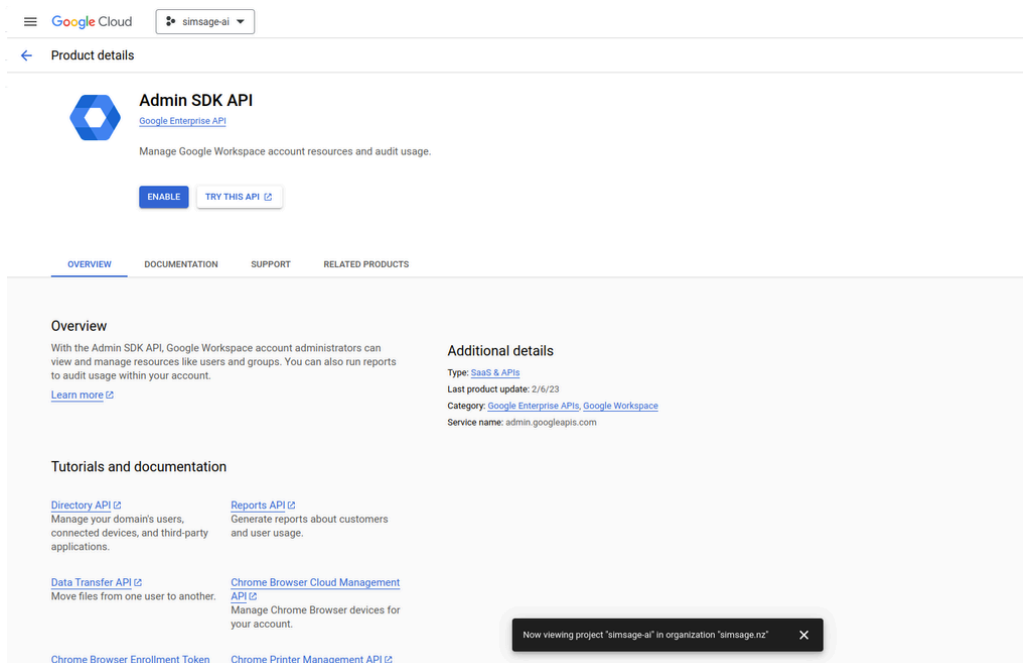 Google Cloud
simsage-ai
Product details
Admin SDK API
Google Enterprise API
Manage Google Workspace account resources and audit usage.
ENABLE
TRY THIS API
OVERVIEW
DOCUMENTATION
SUPPORT
RELATED PRODUCTS
Overview
With the Admin SDK API, Google Workspace account administrators can
view and manage resources like users and groups. You can also run reports
to audit usage within your account.
Learn more
Additional details
Type: SaaS & APIs
Last product update: 2/6/23
Category: Google Enterprise APIs, Google Workspace
Service name: admin.googleapis.com
Tutorials and documentation
Directory API
Manage your domain's users,
connected devices, and third-party
applications.
Reports API
Generate reports about customers
and user usage.
Data Transfer API
Move files from one user to another.
Chrome Browser Cloud Management
API
Manage Chrome Browser devices for
your account.
Chrome Browser Enrollment Token
Chrome Printer Management API
Now viewing project "simsage-ai" in organization "simsage.nz"